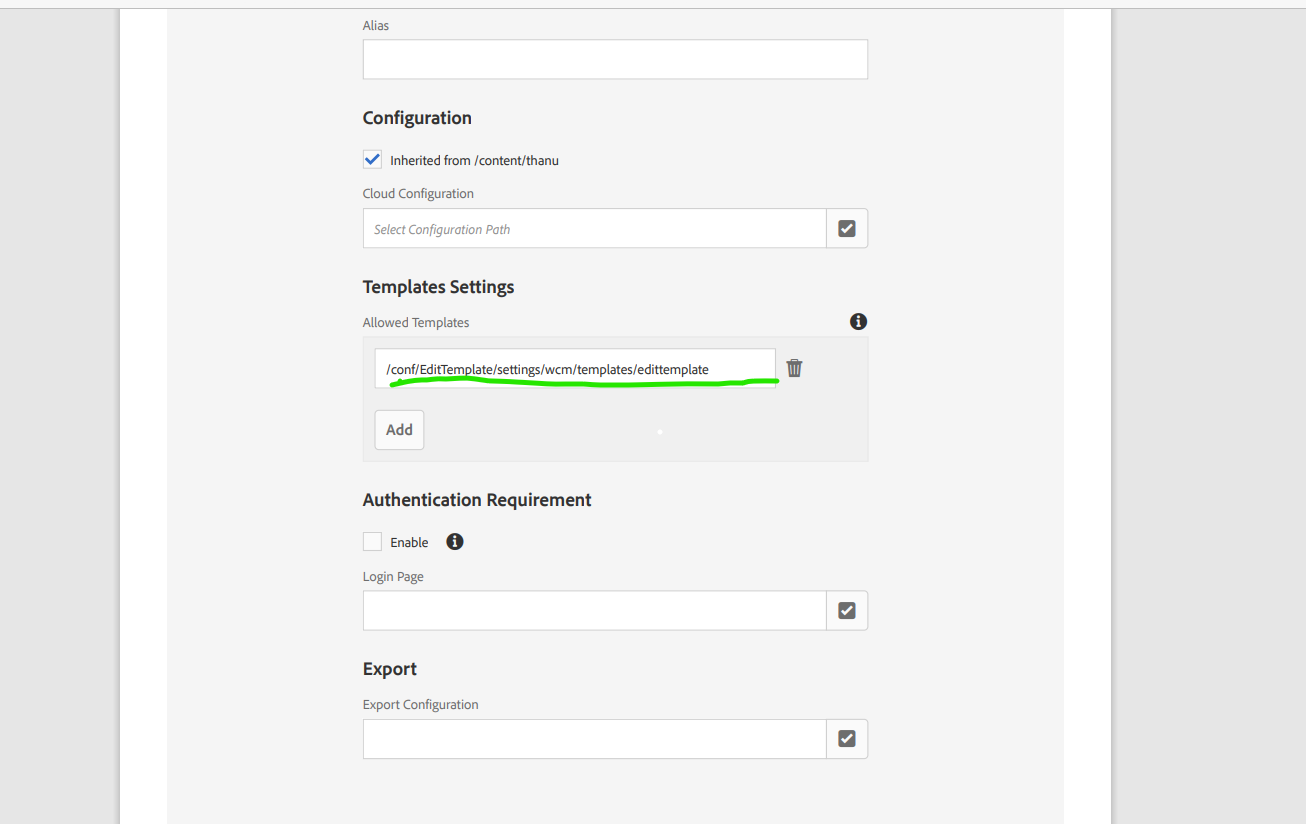 Alias
Configuration
Inherited from /content/thanu
Cloud Configuration
Select Configuration Path
Templates Settings
Allowed Templates
/conf/EditTemplate/settings/wcm/templates/edittemplate
Add
Authentication Requirement
Enable
Login Page
Export
Export Configuration